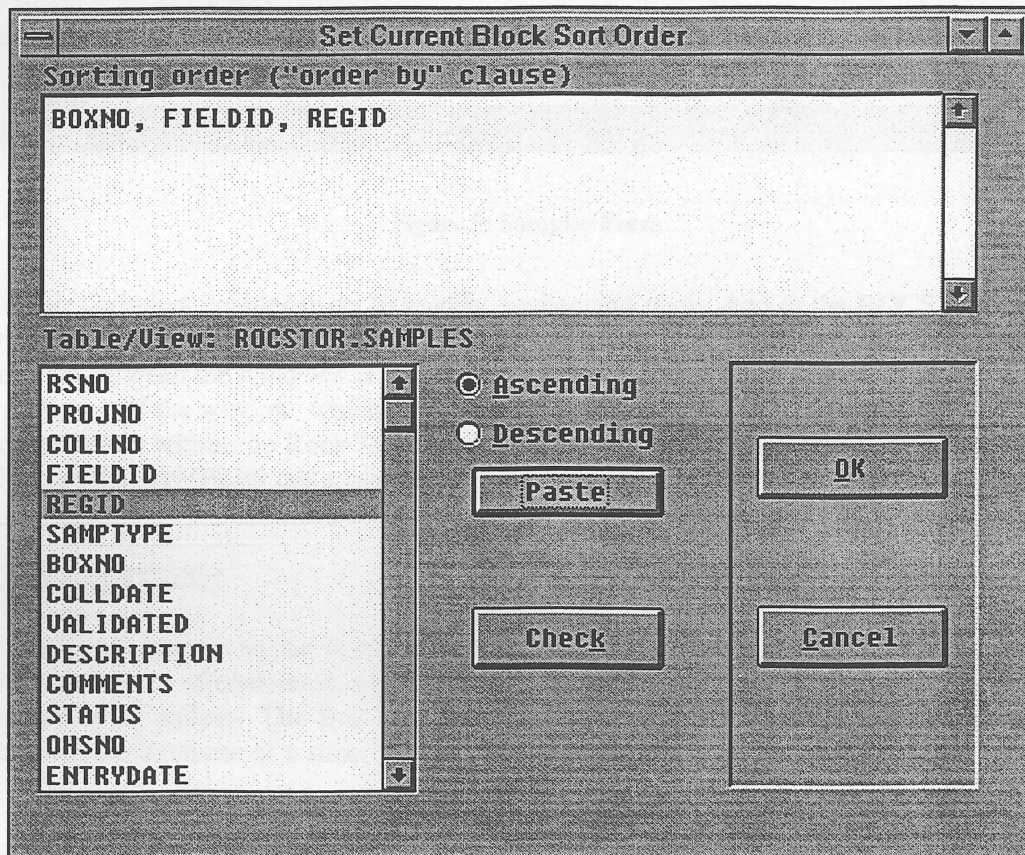 Set Current Block Sort Order
Sorting order ("order by" clause)
BOXNO, FIELDID, REGID
Table/View: ROCSTOR.SAMPLES
RSNO
PROJNO
COLLNO
FIELDID
REGID
SAMPTYPE
BOXNO
COLLDATE
VALIDATED
DESCRIPTION
COMMENTS
STATUS
OHSNO
ENTRYDATE
Ascending
Descending
Paste
Check
OK
Cancel